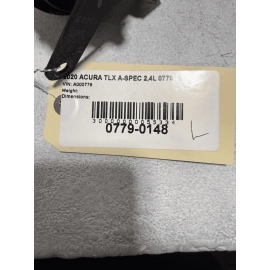 2020 ACURA TLX A-SPEC 2.4L 0779
VIN: A000779
Weight:
Dimensions:
0779-0148
L